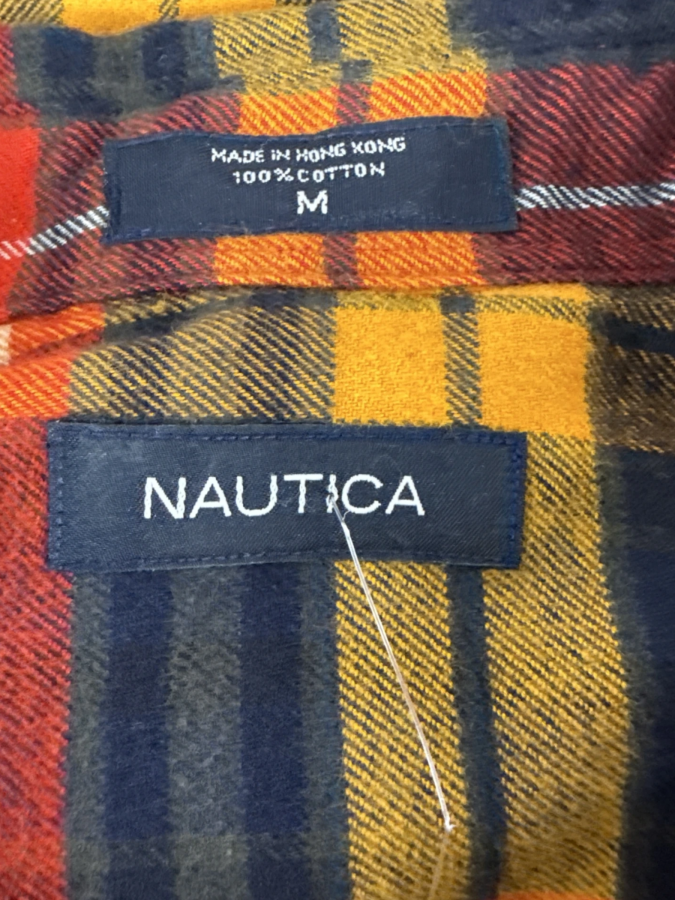 MADE IN HONG KONG
100% COTTON
M
NAUTICA